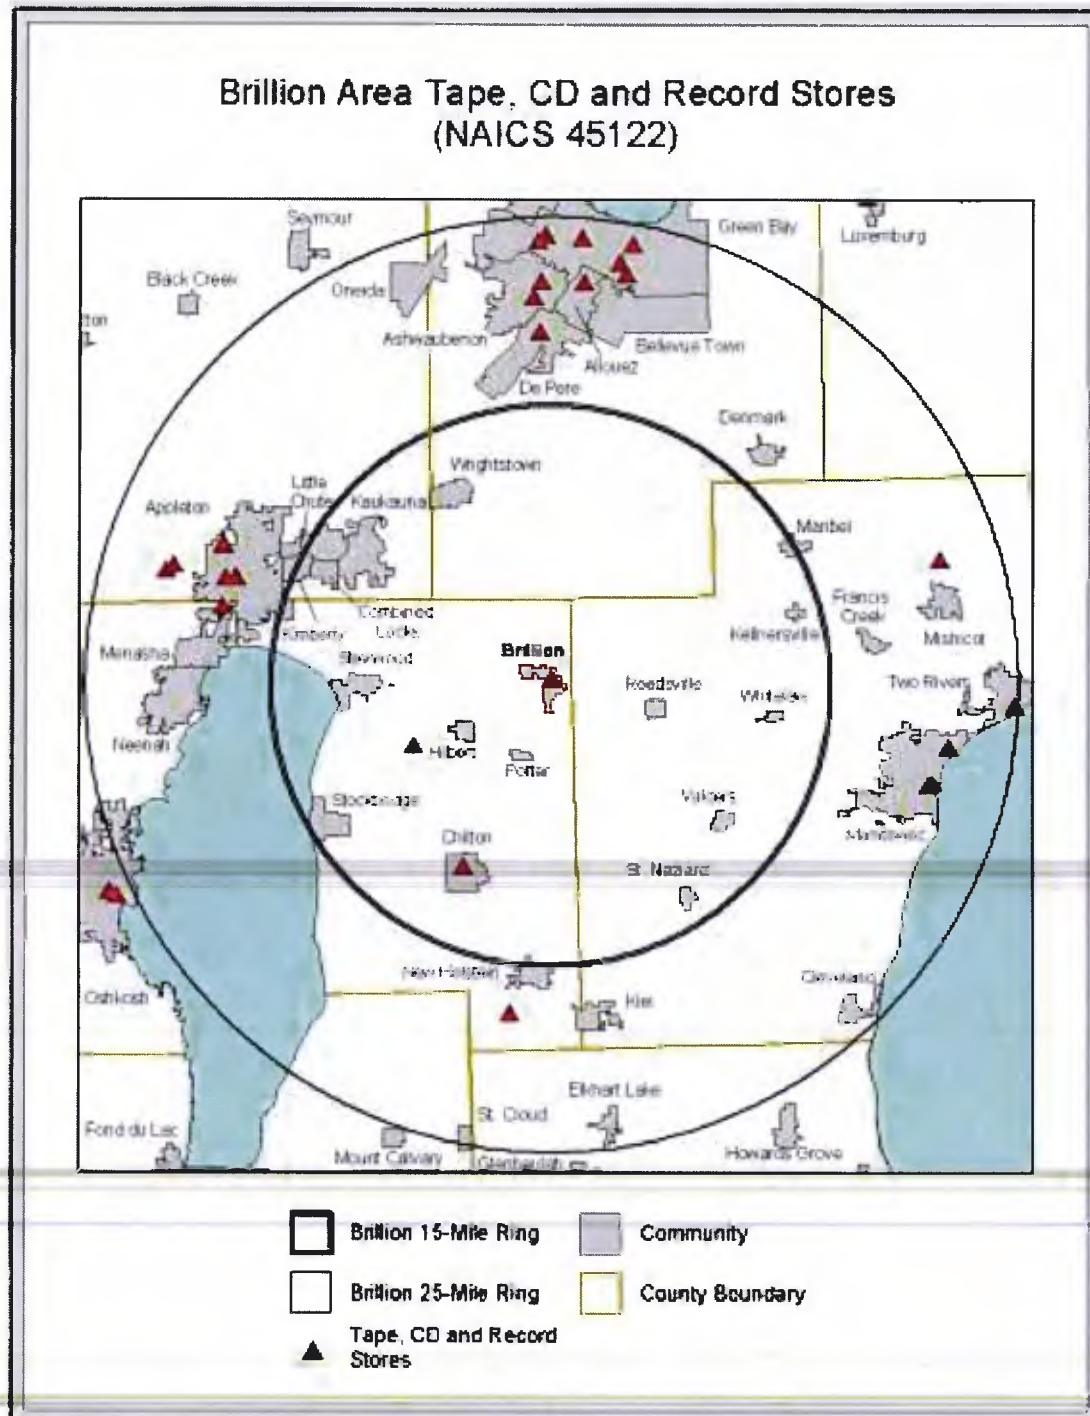 Brillion Area Tape, CD and Record Stores
(NAICS 45122)
Seymour
Green Bay
Luxemburg
Black Creek
Oneida
ton
Ashwaubenon
Bellevue Town
Allouez
De Pere
Denmark
Wrightstown
Little
Chute
Kaukauna
Appleton
Maribel
Francis
Creek
Combined
Locks
Kimberly
Kellnersville
Mishicot
Menasha
Sherwood
Brillion
Reedsville
Whitelaw
Two Rivers
Neenah
Hilbert
Potter
Stockbridge
Valders
Manitowoc
Chilton
St. Nazianz
New Holstein
Cleveland
Oshkosh
Kiel
Elkhart Lake
St. Cloud
Fond du Lac
Mount Calvary
Glenbeulah
Howards Grove
Brillion 15-Mile Ring
Community
Brillion 25-Mile Ring
County Boundary
Tape, CD and Record
Stores